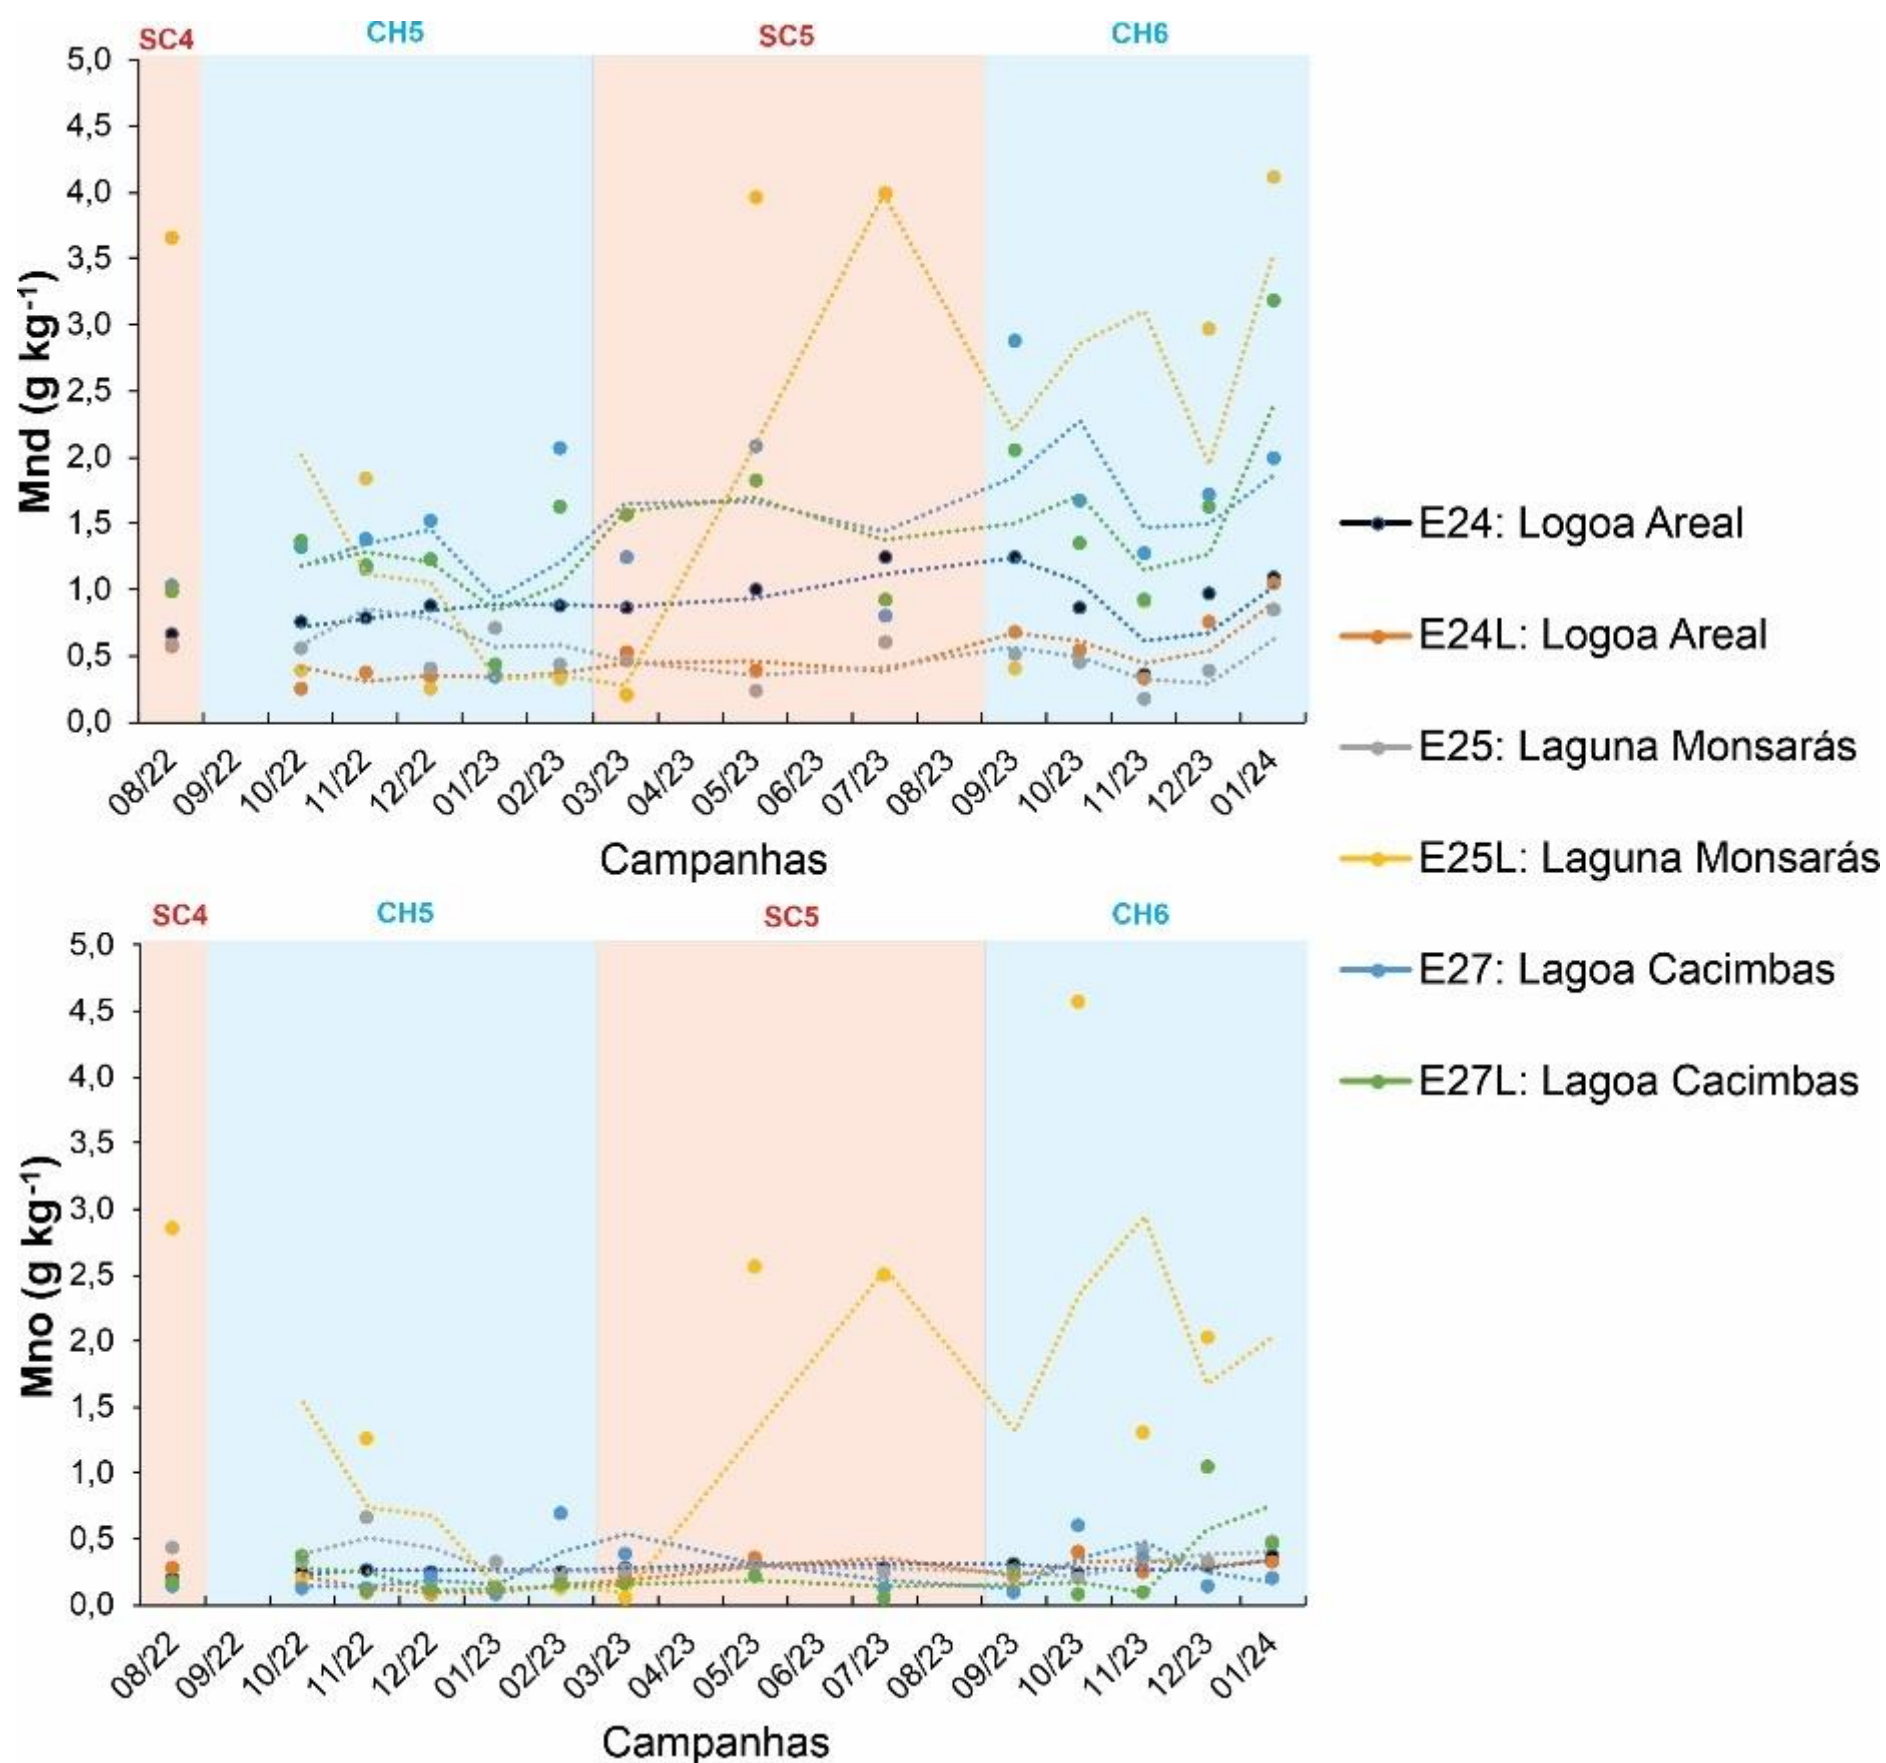 SC4 CH5 SC5 CH6
5,0
4,5
4,0
3,5
3,0
2,5
2,0
1,5
1,0
0,5
0,0
Mnd (g kg-1)
08/22 09/22 10/22 11/22 12/22 01/23 02/23 03/23 04/23 05/23 06/23 07/23 08/23 09/23 10/23 11/23 12/23 01/24
Campanhas
E24: Logoa Areal
E24L: Logoa Areal
E25: Laguna Monsarás
E25L: Laguna Monsarás
E27: Lagoa Cacimbas
E27L: Lagoa Cacimbas
SC4 CH5 SC5 CH6
5,0
4,5
4,0
3,5
3,0
2,5
2,0
1,5
1,0
0,5
0,0
Mno (g kg-1)
08/22 09/22 10/22 11/22 12/22 01/23 02/23 03/23 04/23 05/23 06/23 07/23 08/23 09/23 10/23 11/23 12/23 01/24
Campanhas